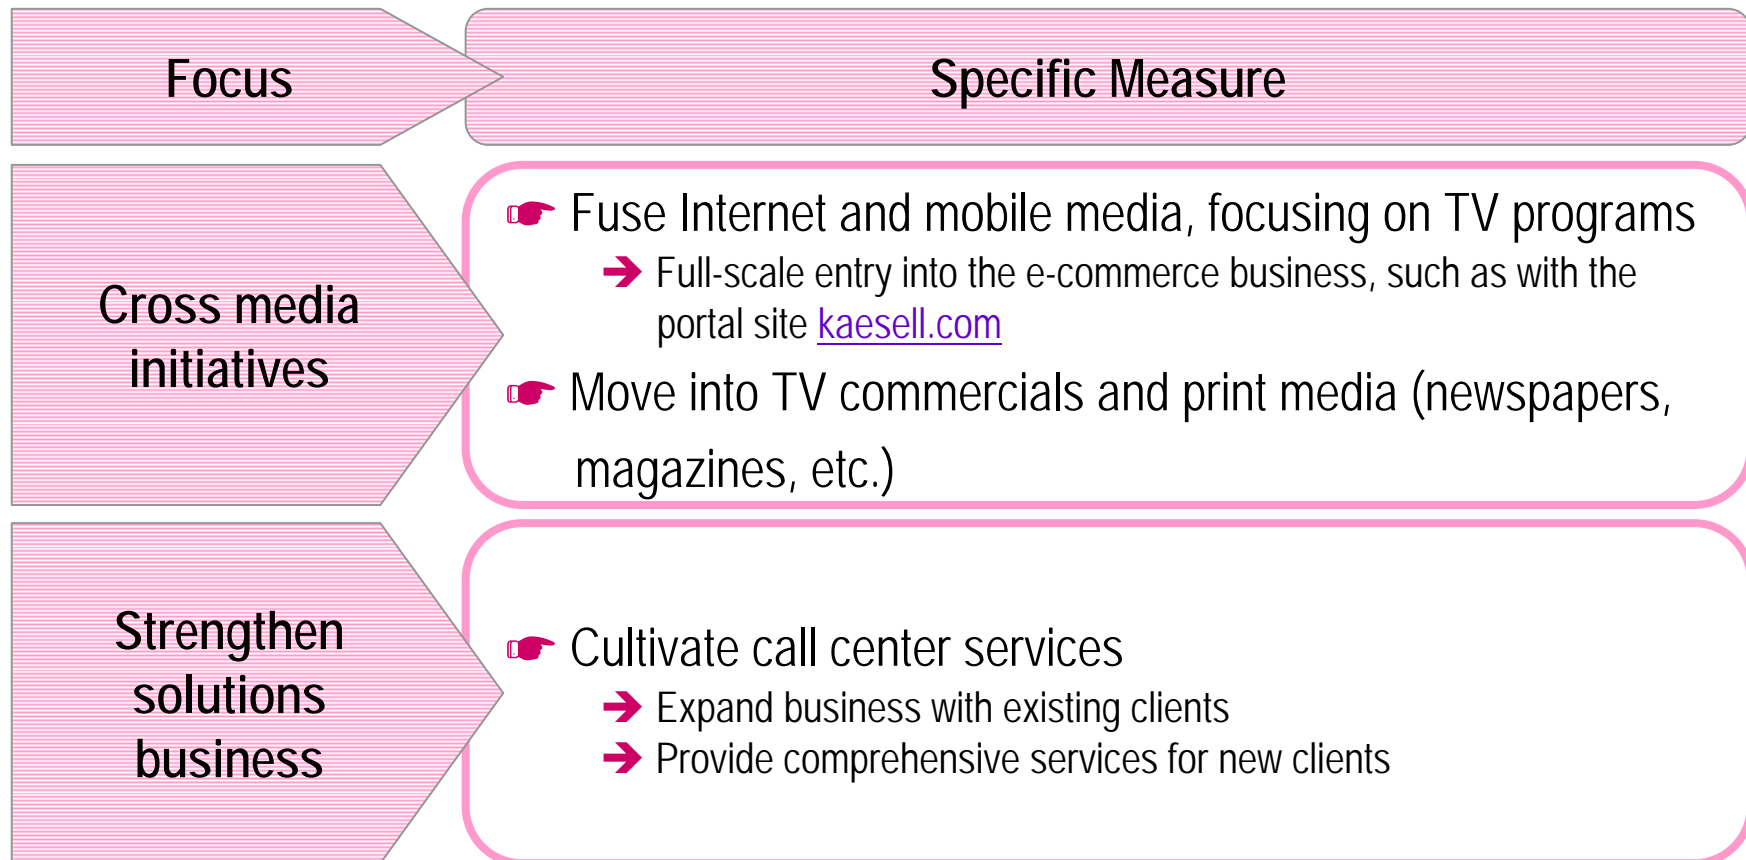 Focus
Specific Measure
Cross media
initiatives
Fuse Internet and mobile media, focusing on TV programs
Full-scale entry into the e-commerce business, such as with the
portal site kaesell.com
Move into TV commercials and print media (newspapers,
magazines, etc.)
Strengthen
solutions
business
Cultivate call center services
Expand business with existing clients
Provide comprehensive services for new clients